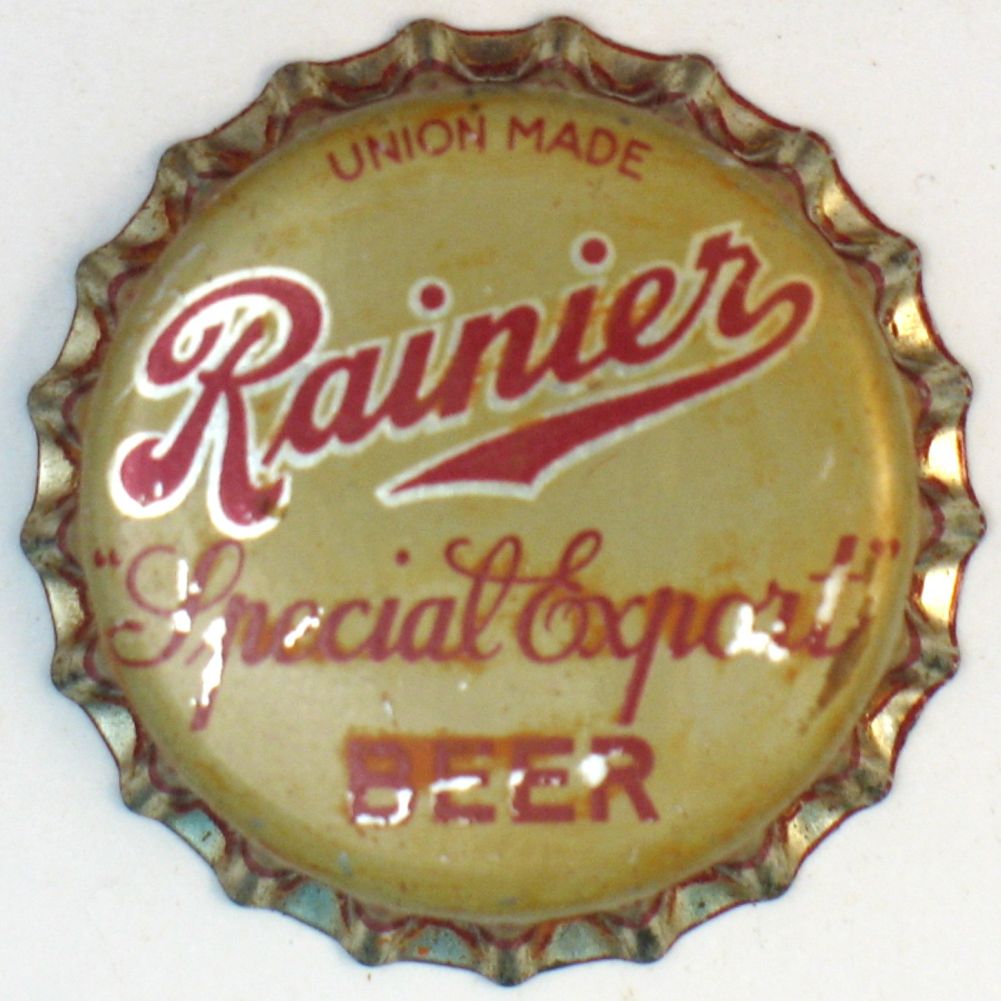 UNION MADE
Rainier
"Special Export"
BEER